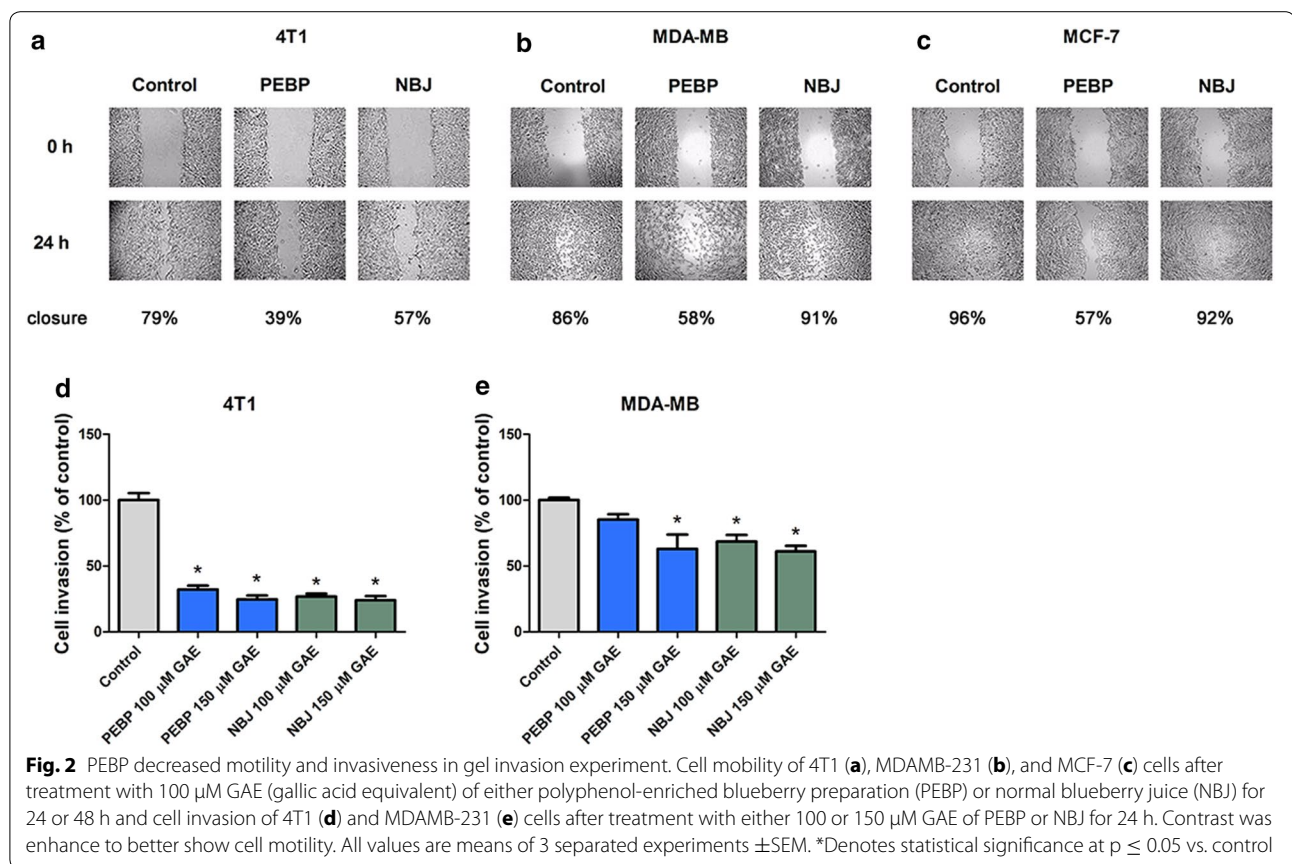 a 4T1 b MDA-MB c MCF-7
Control PEBP NBJ Control PEBP NBJ Control PEBP NBJ
0 h
24 h
closure 79% 39% 57% 86% 58% 91% 96% 57% 92%
d
4T1
Cell invasion (% of control)
150
100
50
0
*
*
*
*
Control
PEBP 100 µM GAE
PEBP 150 µM GAE
NBJ 100 µM GAE
NBJ 150 µM GAE
e
MDA-MB
Cell invasion (% of control)
150
100
50
0
*
*
*
Control
PEBP 100 µM GAE
PEBP 150 µM GAE
NBJ 100 µM GAE
NBJ 150 µM GAE
Fig. 2 PEBP decreased motility and invasiveness in gel invasion experiment. Cell mobility of 4T1 (a), MDAMB-231 (b), and MCF-7 (c) cells after
treatment with 100 µM GAE (gallic acid equivalent) of either polyphenol-enriched blueberry preparation (PEBP) or normal blueberry juice (NBJ) for
24 or 48 h and cell invasion of 4T1 (d) and MDAMB-231 (e) cells after treatment with either 100 or 150 µM GAE of PEBP or NBJ for 24 h. Contrast was
enhance to better show cell motility. All values are means of 3 separated experiments ±SEM. *Denotes statistical significance at p ≤ 0.05 vs. control